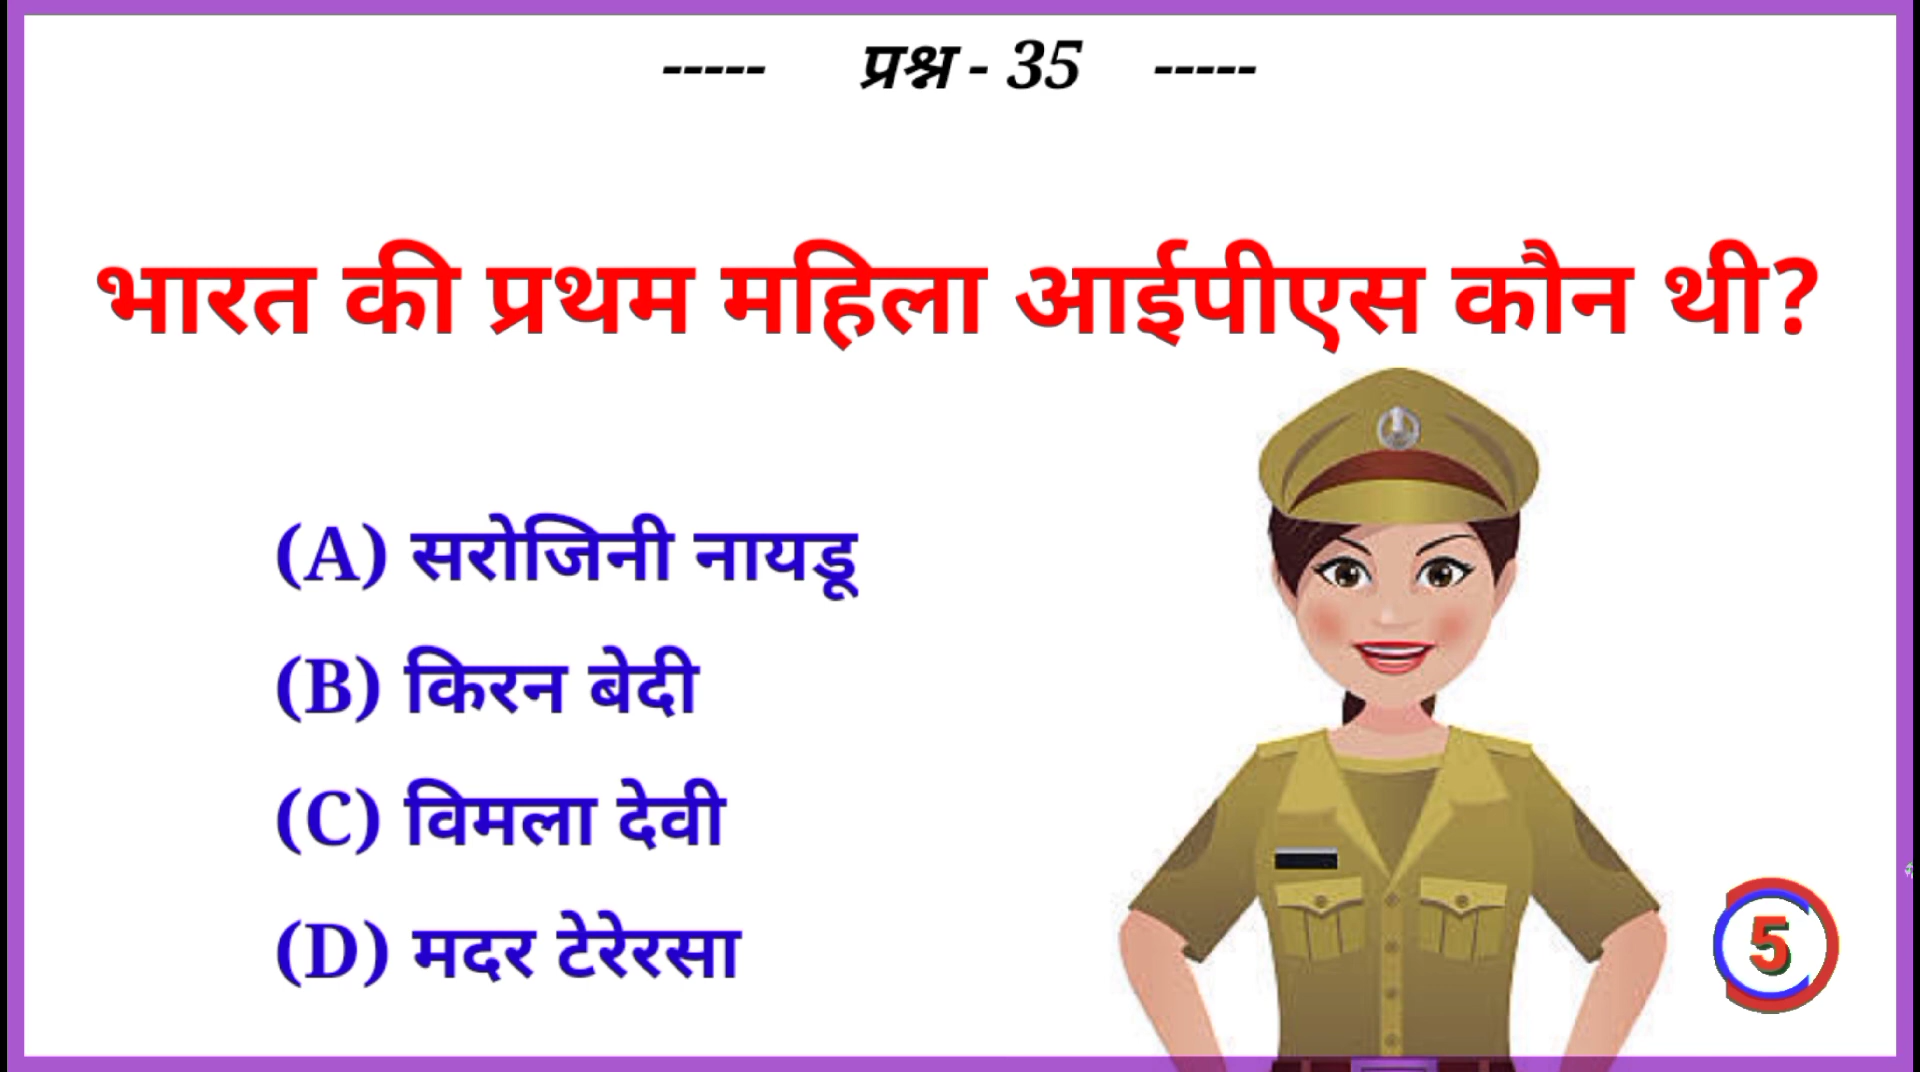 ----- प्रश्न - 35 -----
भारत की प्रथम महिला आईपीएस कौन थी?
(A) सरोजिनी नायडू
(B) किरन बेदी
(C) विमला देवी
(D) मदर टेरेरसा
5